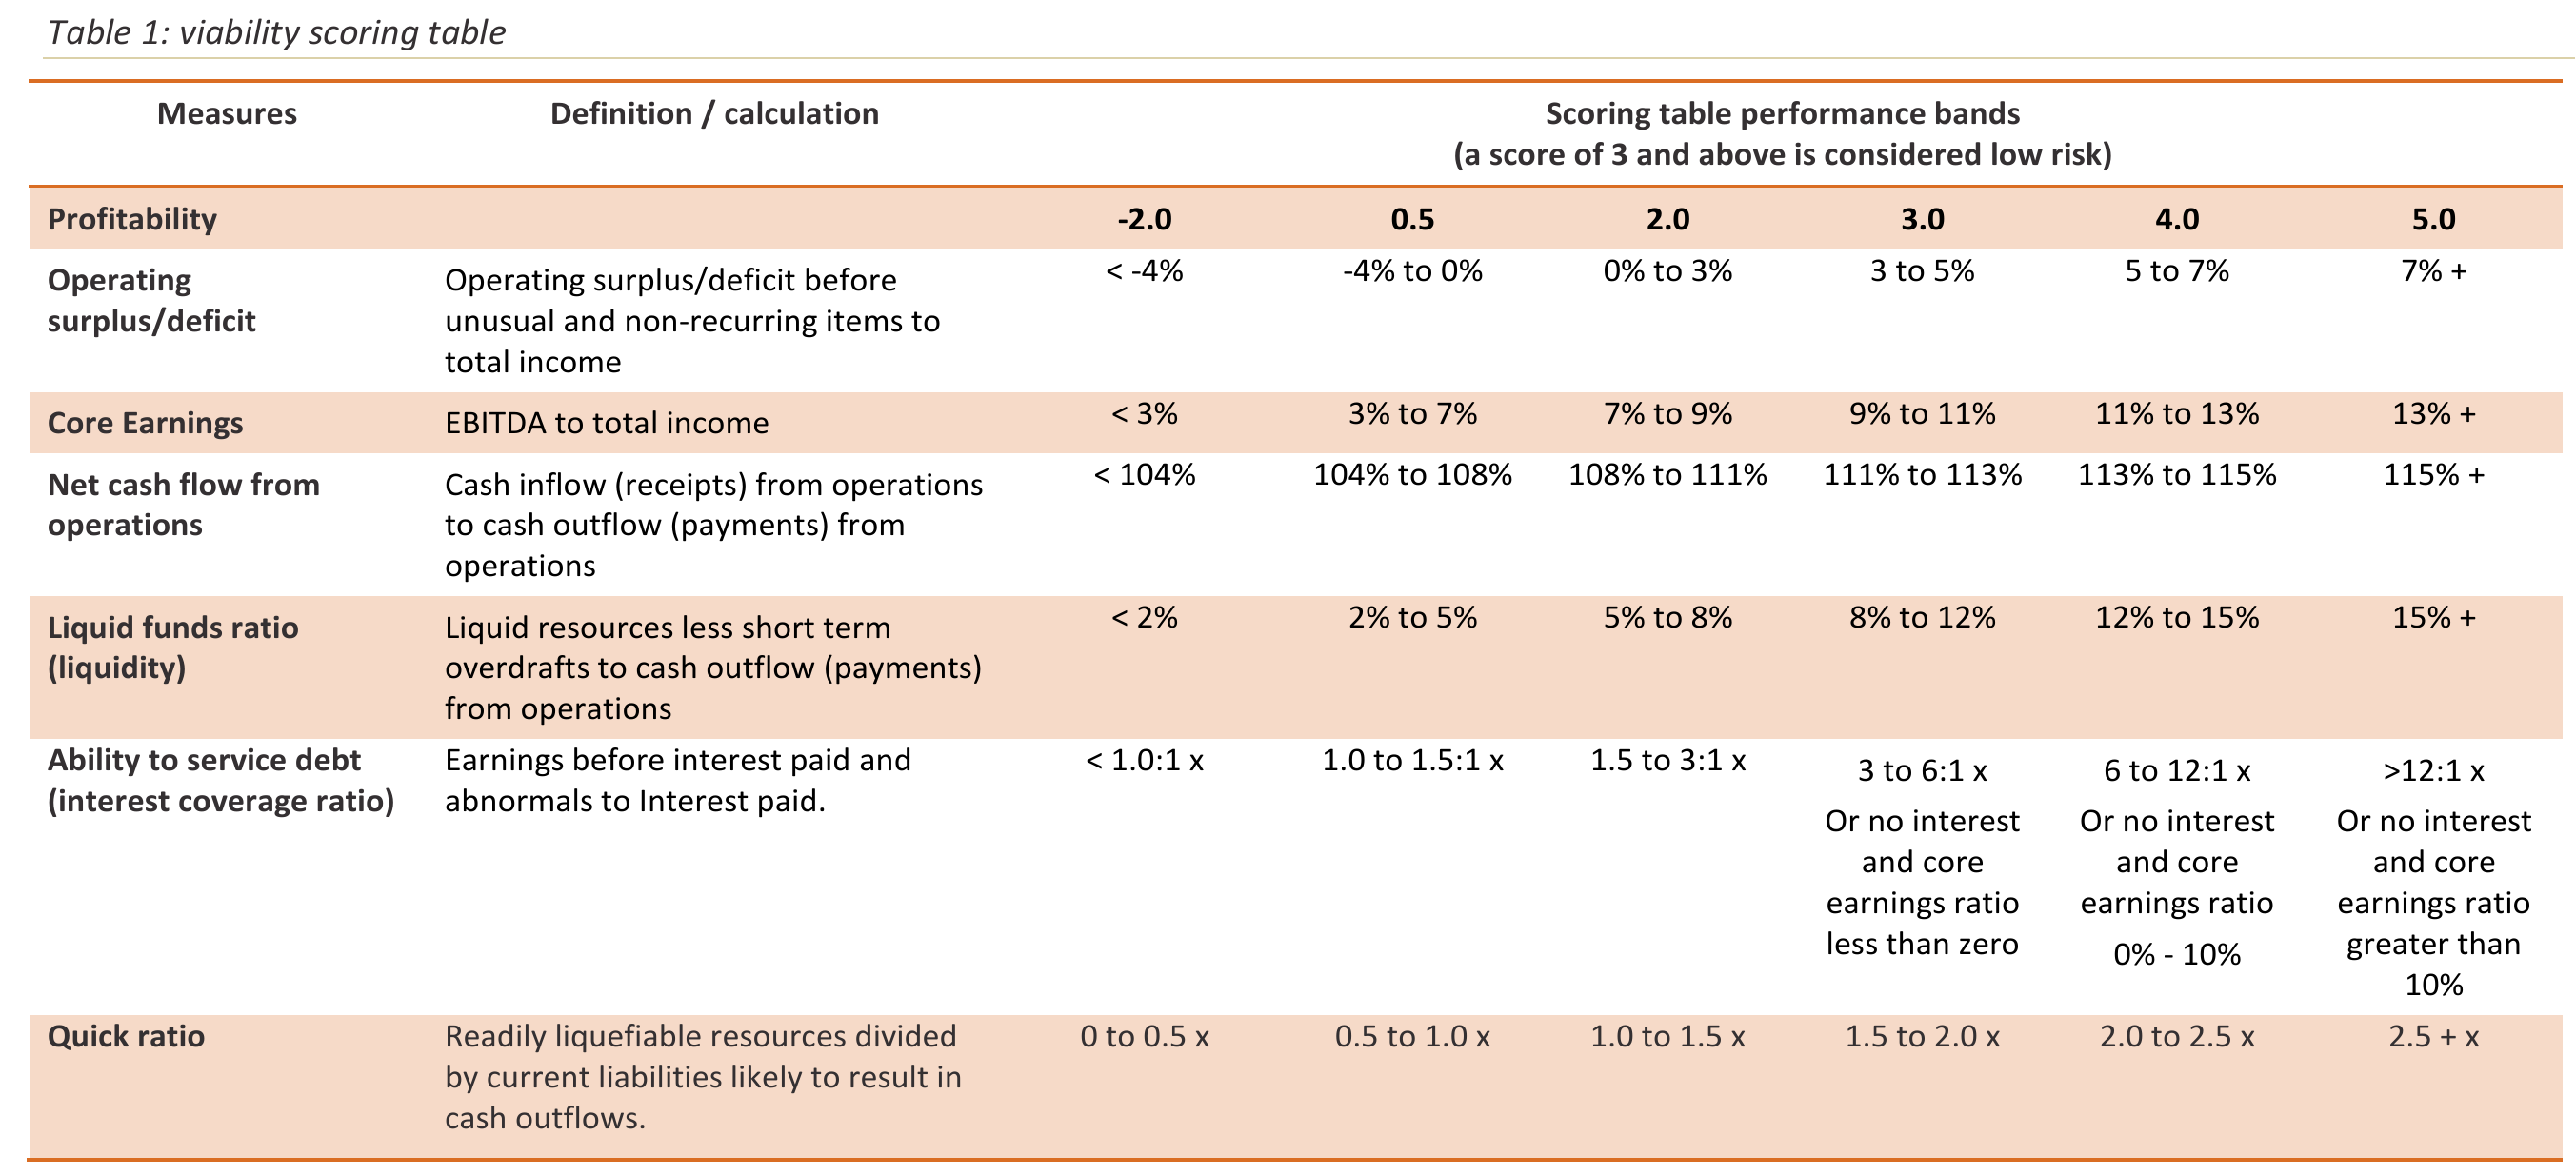 Table 1: viability scoring table
Measures Definition / calculation Scoring table performance bands
(a score of 3 and above is considered low risk)
Profitability -2.0 0.5 2.0 3.0 4.0 5.0
Operating
surplus/deficit
Operating surplus/deficit before
unusual and non-recurring items to
total income
< -4% -4% to 0% 0% to 3% 3 to 5% 5 to 7% 7% +
Core Earnings EBITDA to total income < 3% 3% to 7% 7% to 9% 9% to 11% 11% to 13% 13% +
Net cash flow from
operations
Cash inflow (receipts) from operations
to cash outflow (payments) from
operations
< 104% 104% to 108% 108% to 111% 111% to 113% 113% to 115% 115% +
Liquid funds ratio
(liquidity)
Liquid resources less short term
overdrafts to cash outflow (payments)
from operations
< 2% 2% to 5% 5% to 8% 8% to 12% 12% to 15% 15% +
Ability to service debt
(interest coverage ratio)
Earnings before interest paid and
abnormals to Interest paid.
< 1.0:1 x 1.0 to 1.5:1 x 1.5 to 3:1 x
3 to 6:1 x
Or no interest
and core
earnings ratio
less than zero
6 to 12:1 x
Or no interest
and core
earnings ratio
0% - 10%
>12:1 x
Or no interest
and core
earnings ratio
greater than
10%
Quick ratio
Readily liquefiable resources divided
by current liabilities likely to result in
cash outflows.
0 to 0.5 x 0.5 to 1.0 x 1.0 to 1.5 x 1.5 to 2.0 x 2.0 to 2.5 x 2.5 + x